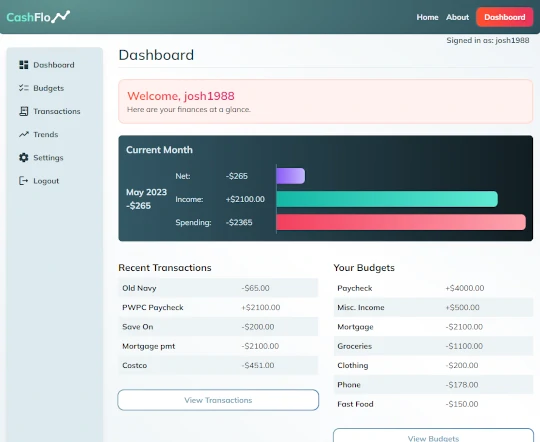 CashFlo
Home About Dashboard
Signed in as: josh1988
Dashboard
Budgets
Transactions
Trends
Settings
Logout
Dashboard
Welcome, josh1988
Here are your finances at a glance.
Current Month
May 2023
-$265
Net: -$265
Income: +$2100.00
Spending: -$2365
Recent Transactions
Old Navy -$65.00
PWPC Paycheck +$2100.00
Save On -$200.00
Mortgage pmt -$2100.00
Costco -$451.00
View Transactions
Your Budgets
Paycheck +$4000.00
Misc. Income +$500.00
Mortgage -$2100.00
Groceries -$1100.00
Clothing -$200.00
Phone -$178.00
Fast Food -$150.00
View Budgets